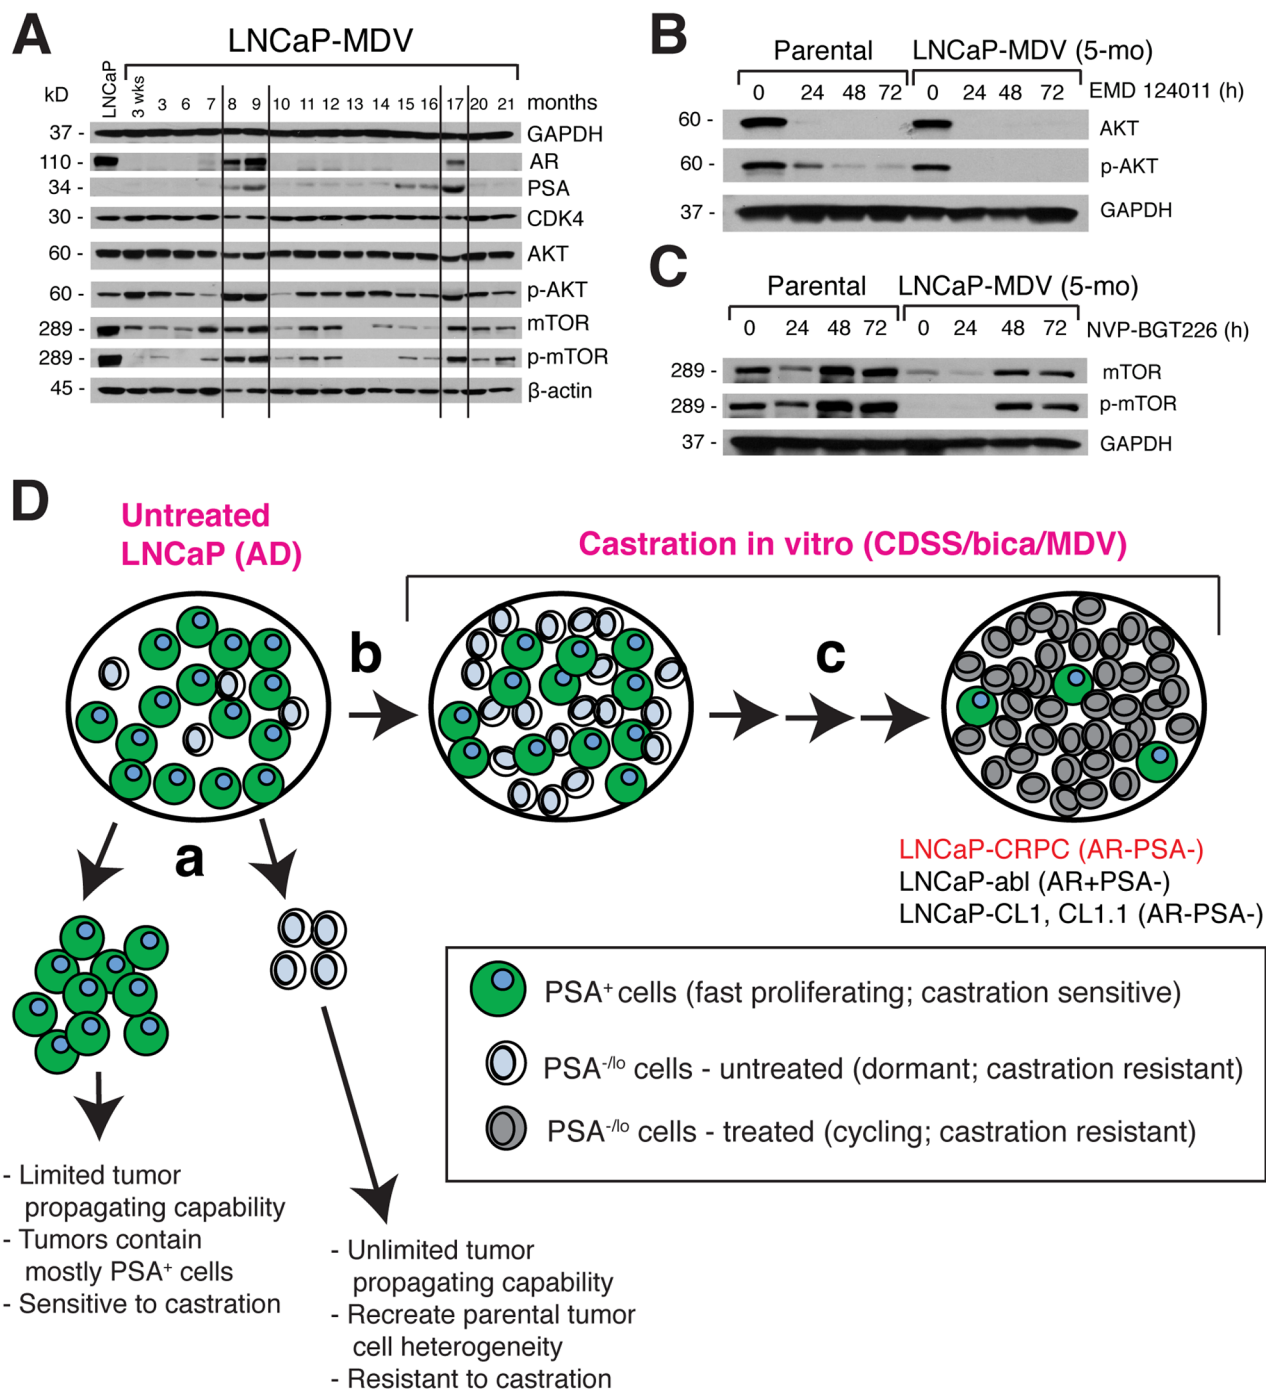 A
LNCaP-MDV
kD
LNCaP
3 wks
3 6 7 8 9 10 11 12 13 14 15 16 17 20 21 months
37 - GAPDH
110 - AR
34 - PSA
30 - CDK4
60 - AKT
60 - p-AKT
289 - mTOR
289 - p-mTOR
45 - β-actin
B
Parental LNCaP-MDV (5-mo)
0 24 48 72 0 24 48 72 EMD 124011 (h)
60 - AKT
60 - p-AKT
37 - GAPDH
C
Parental LNCaP-MDV (5-mo)
0 24 48 72 0 24 48 72 NVP-BGT226 (h)
289 - mTOR
289 - p-mTOR
37 - GAPDH
D
Untreated
LNCaP (AD)
Castration in vitro (CDSS/bica/MDV)
b
c
a
LNCaP-CRPC (AR-PSA-)
LNCaP-abl (AR+PSA-)
LNCaP-CL1, CL1.1 (AR-PSA-)
PSA+ cells (fast proliferating; castration sensitive)
PSA-/lo cells - untreated (dormant; castration resistant)
PSA-/lo cells - treated (cycling; castration resistant)
- Limited tumor
propagating capability
- Tumors contain
mostly PSA+ cells
- Sensitive to castration
- Unlimited tumor
propagating capability
- Recreate parental tumor
cell heterogeneity
- Resistant to castration